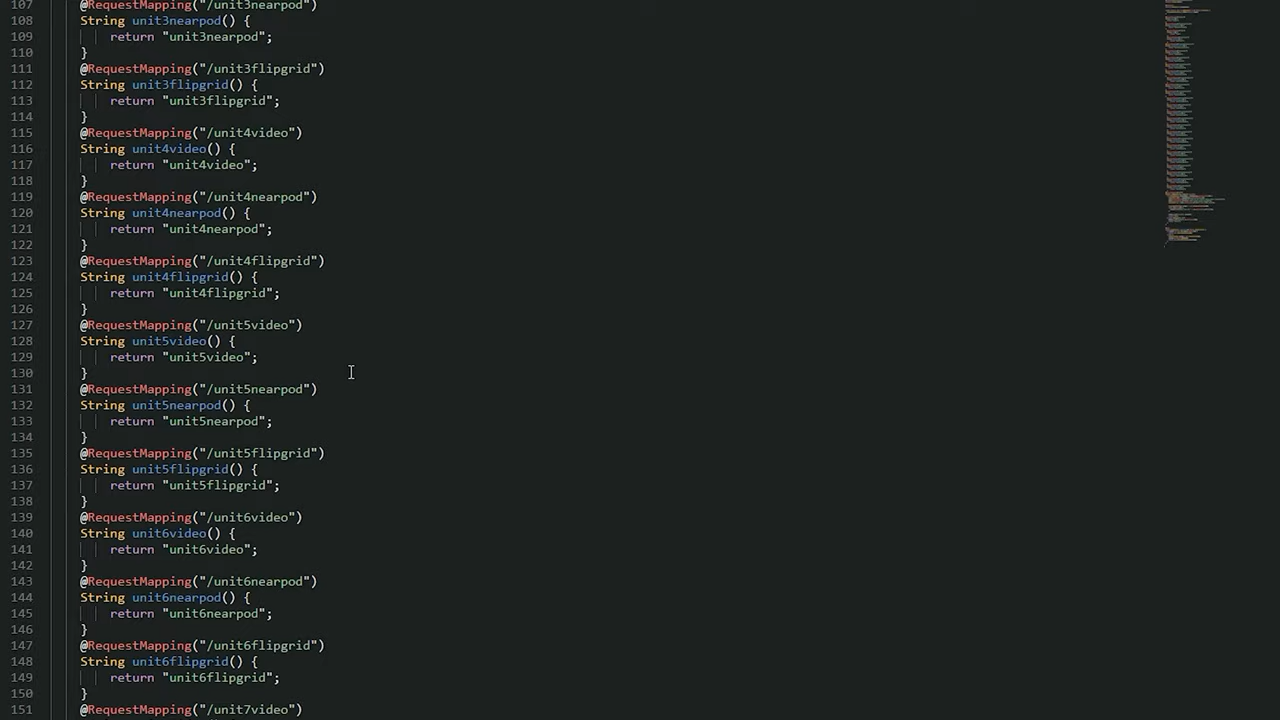 107 @RequestMapping("/unit3nearpod")
108 String unit3nearpod() {
109 return "unit3nearpod";
110 }
111 @RequestMapping("/unit3flipgrid")
112 String unit3flipgrid() {
113 return "unit3flipgrid";
114 }
115 @RequestMapping("/unit4video")
116 String unit4video() {
117 return "unit4video";
118 }
119 @RequestMapping("/unit4nearpod")
120 String unit4nearpod() {
121 return "unit4nearpod";
122 }
123 @RequestMapping("/unit4flipgrid")
124 String unit4flipgrid() {
125 return "unit4flipgrid";
126 }
127 @RequestMapping("/unit5video")
128 String unit5video() {
129 return "unit5video";
130 }
131 @RequestMapping("/unit5nearpod")
132 String unit5nearpod() {
133 return "unit5nearpod";
134 }
135 @RequestMapping("/unit5flipgrid")
136 String unit5flipgrid() {
137 return "unit5flipgrid";
138 }
139 @RequestMapping("/unit6video")
140 String unit6video() {
141 return "unit6video";
142 }
143 @RequestMapping("/unit6nearpod")
144 String unit6nearpod() {
145 return "unit6nearpod";
146 }
147 @RequestMapping("/unit6flipgrid")
148 String unit6flipgrid() {
149 return "unit6flipgrid";
150 }
151 @RequestMapping("/unit7video")